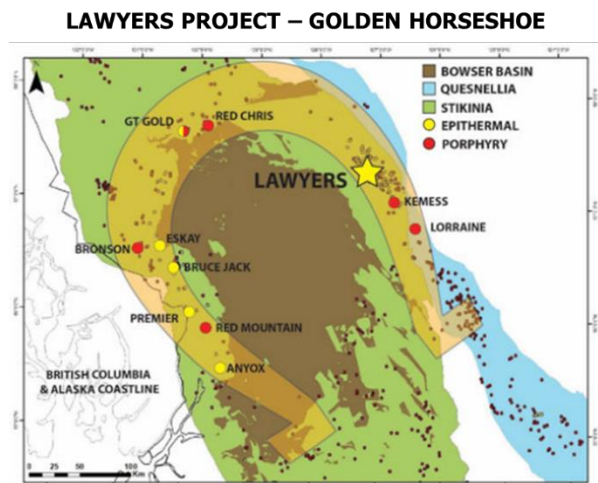 LAWYERS PROJECT – GOLDEN HORSESHOE
BOWSER BASIN
QUESNELLIA
STIKINIA
EPITHERMAL
PORPHYRY
GT GOLD
RED CHRIS
LAWYERS
KEMESS
LORRAINE
ESKAY
BRONSON
BRUCE JACK
PREMIER
RED MOUNTAIN
ANYOX
BRITISH COLUMBIA
& ALASKA COASTLINE
0 25 50 100